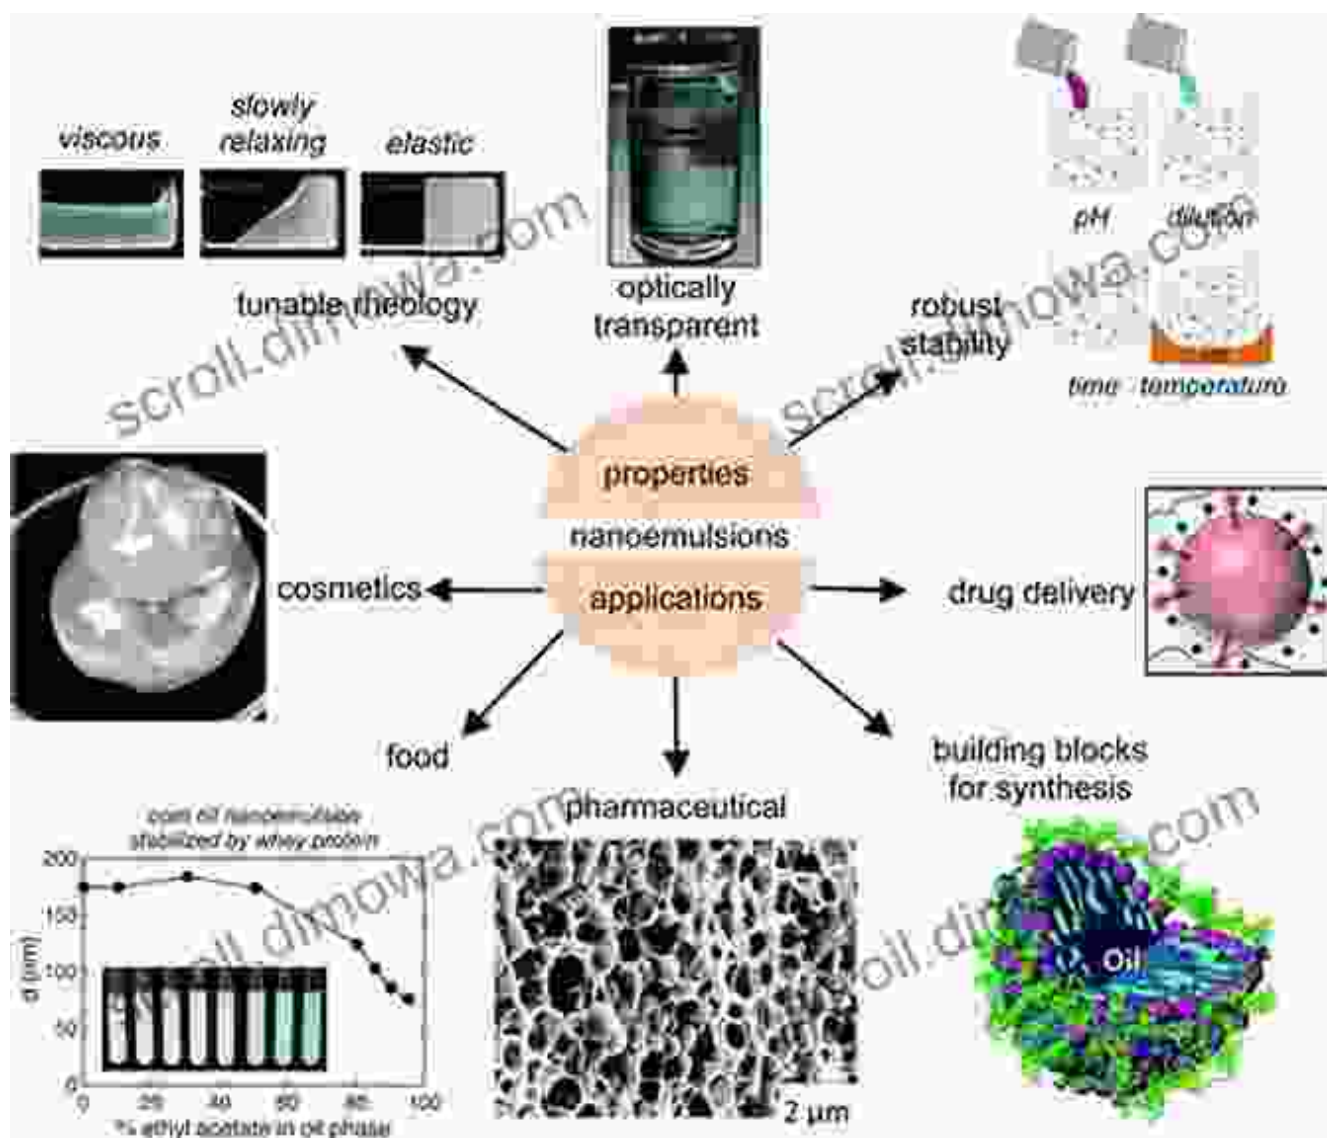 viscous
slowly
relaxing
elastic
pH
dilution
tunable rheology
optically
transparent
robust
stability
time
temperature
scroll.dimowa.com
scroll.dimowa.com
properties
nanoemulsions
applications
cosmetics
drug delivery
food
pharmaceutical
building blocks
for synthesis
corn oil nanoemulsion
stabilized by whey protein
200
150
100
50
0
d (nm)
0 20 40 60 80 100
% ethyl acetate in oil phase
2 μm
Oil
scroll.dimowa.com
scroll.dimowa.com